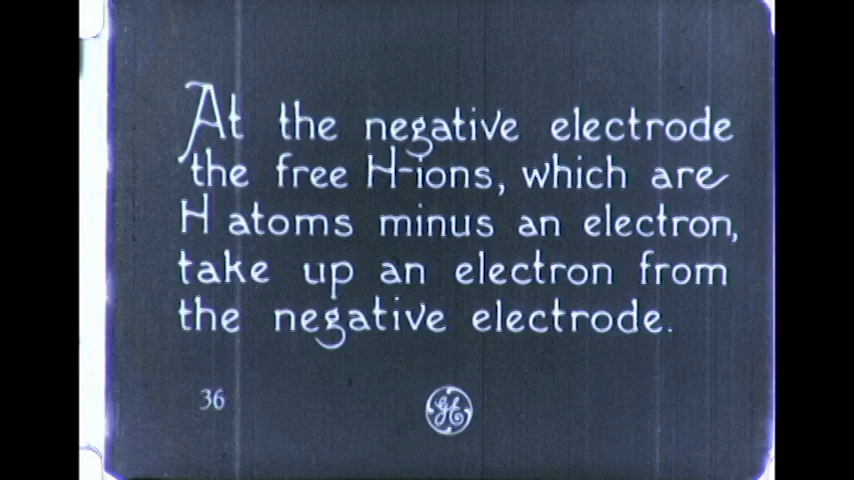 At the negative electrode
the free H-ions, which are
H atoms minus an electron,
take up an electron from
the negative electrode.
36
GE